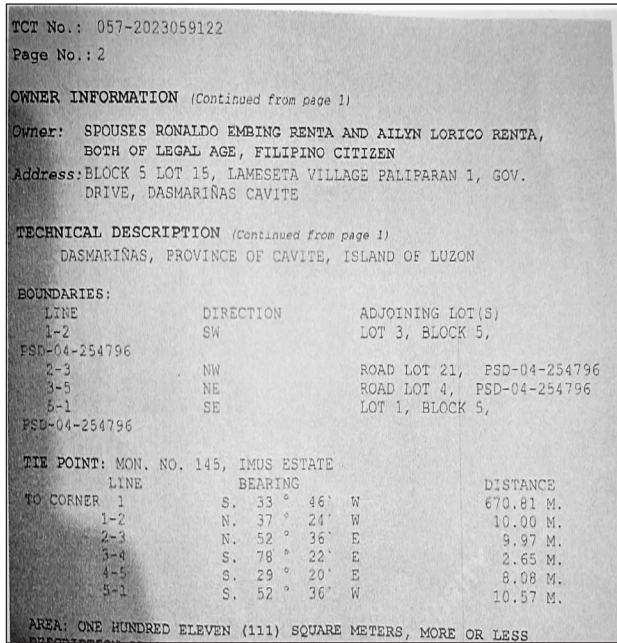 TCT No.: 057-2023059122
Page No.: 2
OWNER INFORMATION (Continued from page 1)
Owner: SPOUSES RONALDO EMBING RENTA AND AILYN LORICO RENTA,
BOTH OF LEGAL AGE, FILIPINO CITIZEN
Address: BLOCK 5 LOT 15, LAMESETA VILLAGE PALIPARAN 1, GOV.
DRIVE, DASMARIÑAS CAVITE
TECHNICAL DESCRIPTION (Continued from page 1)
DASMARIÑAS, PROVINCE OF CAVITE, ISLAND OF LUZON
BOUNDARIES:
LINE DIRECTION ADJOINING LOT(S)
1-2 SW LOT 3, BLOCK 5,
PSD-04-254796
2-3 NW ROAD LOT 21, PSD-04-254796
3-5 NE ROAD LOT 4, PSD-04-254796
5-1 SE LOT 1, BLOCK 5,
PSD-04-254796
TIE POINT: MON. NO. 145, IMUS ESTATE
LINE BEARING DISTANCE
TO CORNER 1 S. 33 ° 46' W 670.81 M.
1-2 N. 37 ° 24' W 10.00 M.
2-3 N. 52 ° 36' E 9.97 M.
3-4 S. 78 ° 22' E 2.65 M.
4-5 S. 29 ° 20' E 8.08 M.
5-1 S. 52 ° 36' W 10.57 M.
AREA: ONE HUNDRED ELEVEN (111) SQUARE METERS, MORE OR LESS